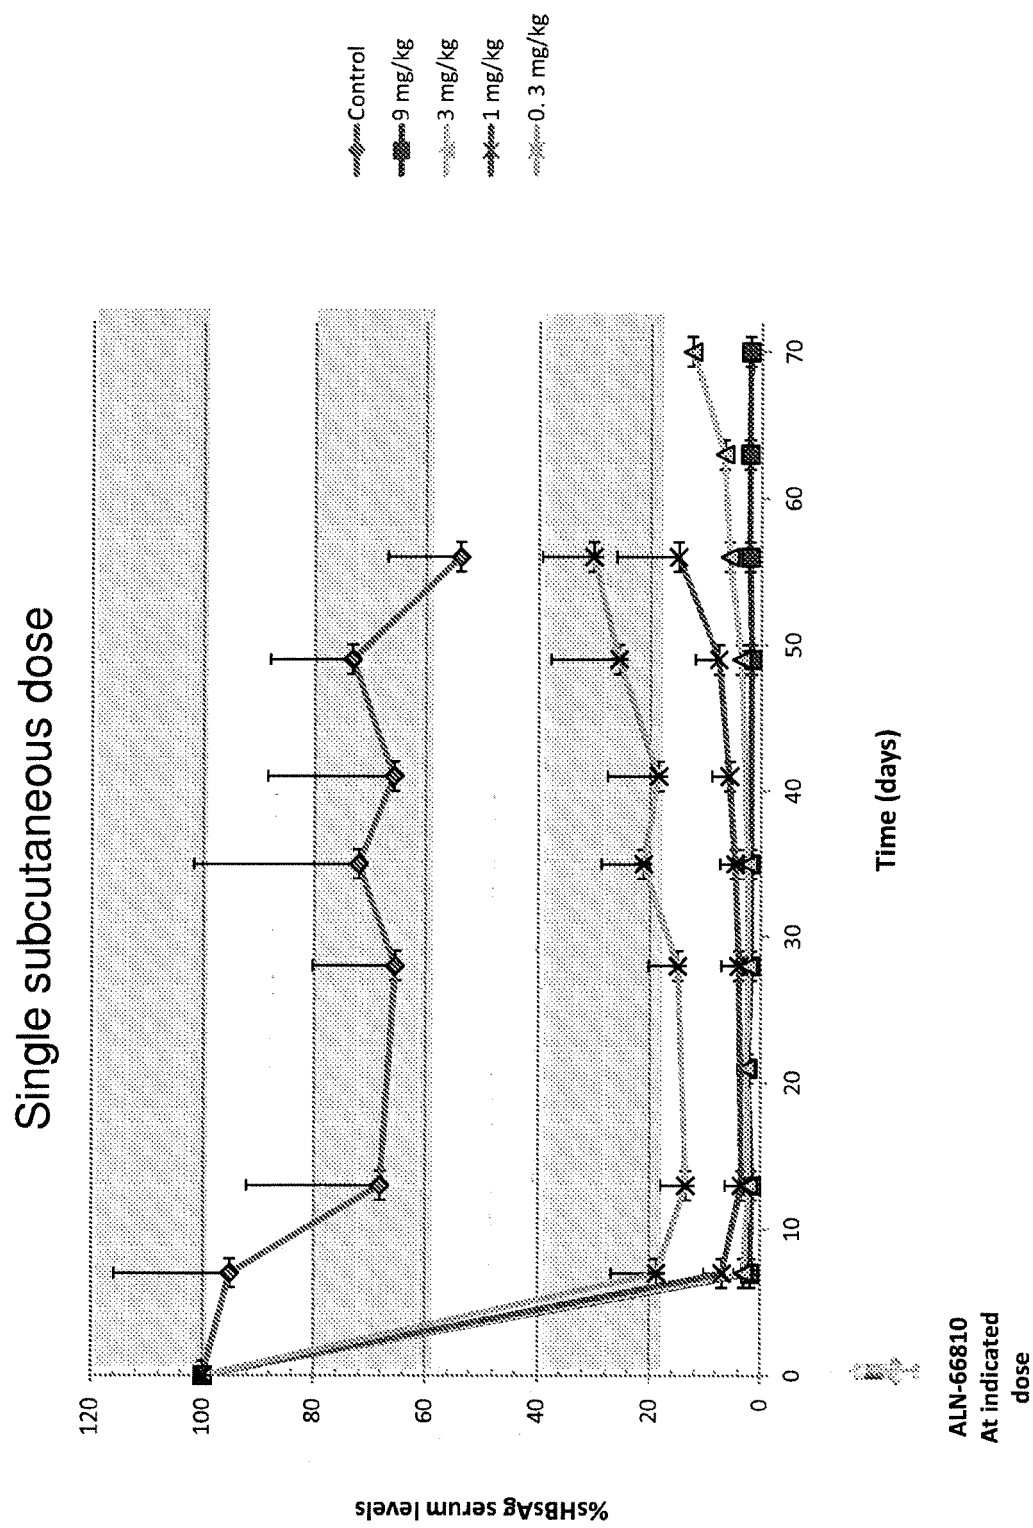 Single subcutaneous dose
%sHBsAg serum levels
120
100
80
60
40
20
0
0
10
20
30
40
50
60
70
Time (days)
ALN-66810
At indicated
dose
Control
9 mg/kg
3 mg/kg
1 mg/kg
0. 3 mg/kg